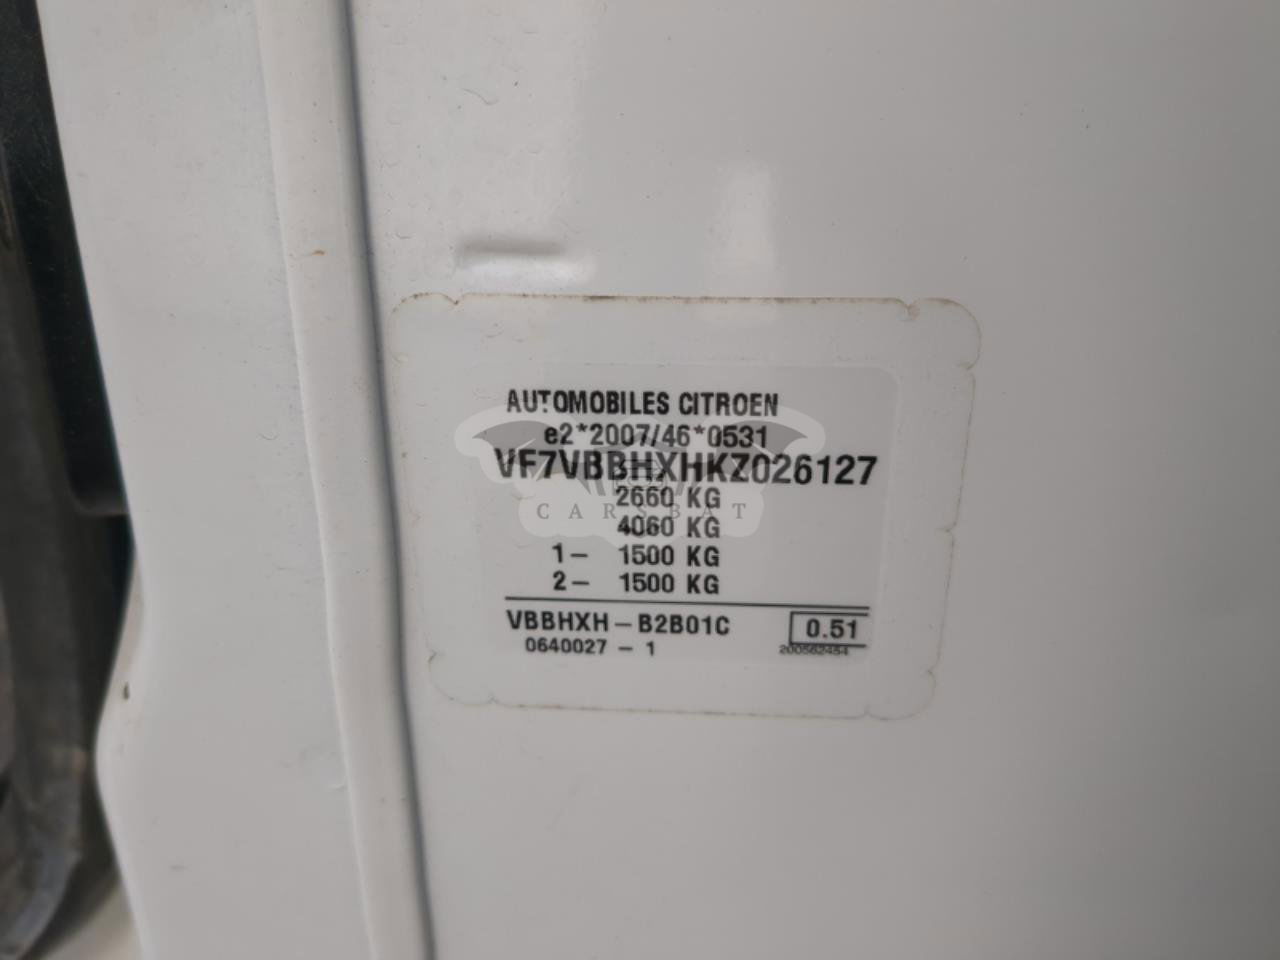 AUTOMOBILES CITROEN
e2*2007/46*0531
VF7VBBHXHKZ026127
2660 KG
CARSBAT
4060 KG
1- 1500 KG
2- 1500 KG
VBBHXH-B2B01C 0.51
0640027 - 1 200562454